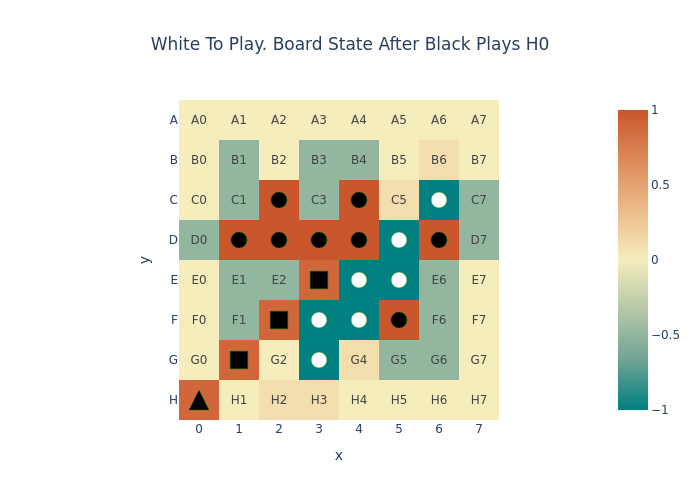 White To Play. Board State After Black Plays H0
A A0 A1 A2 A3 A4 A5 A6 A7
B B0 B1 B2 B3 B4 B5 B6 B7
C C0 C1 C3 C5 C7
D D0 D7
E E0 E1 E2 E6 E7
F F0 F1 F6 F7
G G0 G2 G4 G5 G6 G7
H H1 H2 H3 H4 H5 H6 H7
0 1 2 3 4 5 6 7
x
y
1
0.5
0
−0.5
−1